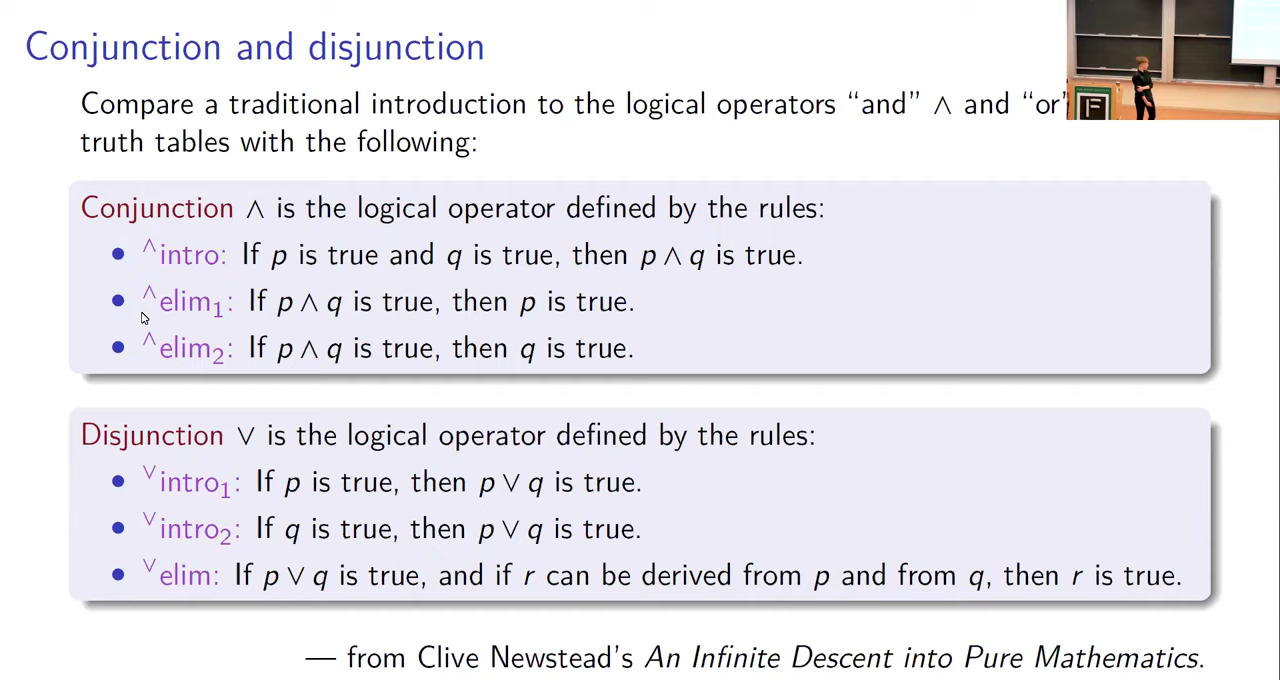 Conjunction and disjunction
Compare a traditional introduction to the logical operators “and” ∧ and “or”
truth tables with the following:
Conjunction ∧ is the logical operator defined by the rules:
• ∧intro: If p is true and q is true, then p ∧ q is true.
• ∧elim₁: If p ∧ q is true, then p is true.
• ∧elim₂: If p ∧ q is true, then q is true.
Disjunction ∨ is the logical operator defined by the rules:
• ∨intro₁: If p is true, then p ∨ q is true.
• ∨intro₂: If q is true, then p ∨ q is true.
• ∨elim: If p ∨ q is true, and if r can be derived from p and from q, then r is true.
— from Clive Newstead’s An Infinite Descent into Pure Mathematics.